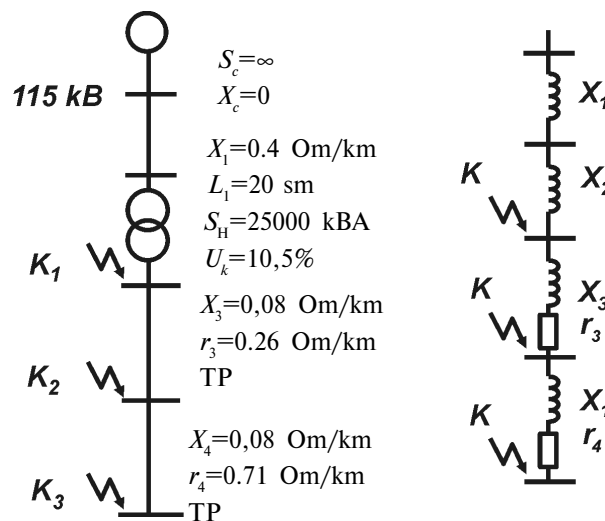 115 kB
S_c=∞
X_c=0
X_1=0.4 Om/km
L_1=20 sm
S_H=25000 kBA
U_k=10,5%
K_1
X_3=0,08 Om/km
r_3=0.26 Om/km
TP
K_2
X_4=0,08 Om/km
r_4=0.71 Om/km
TP
K_3
X_1
X_2
K
X_3
r_3
K
X_1
r_4
K